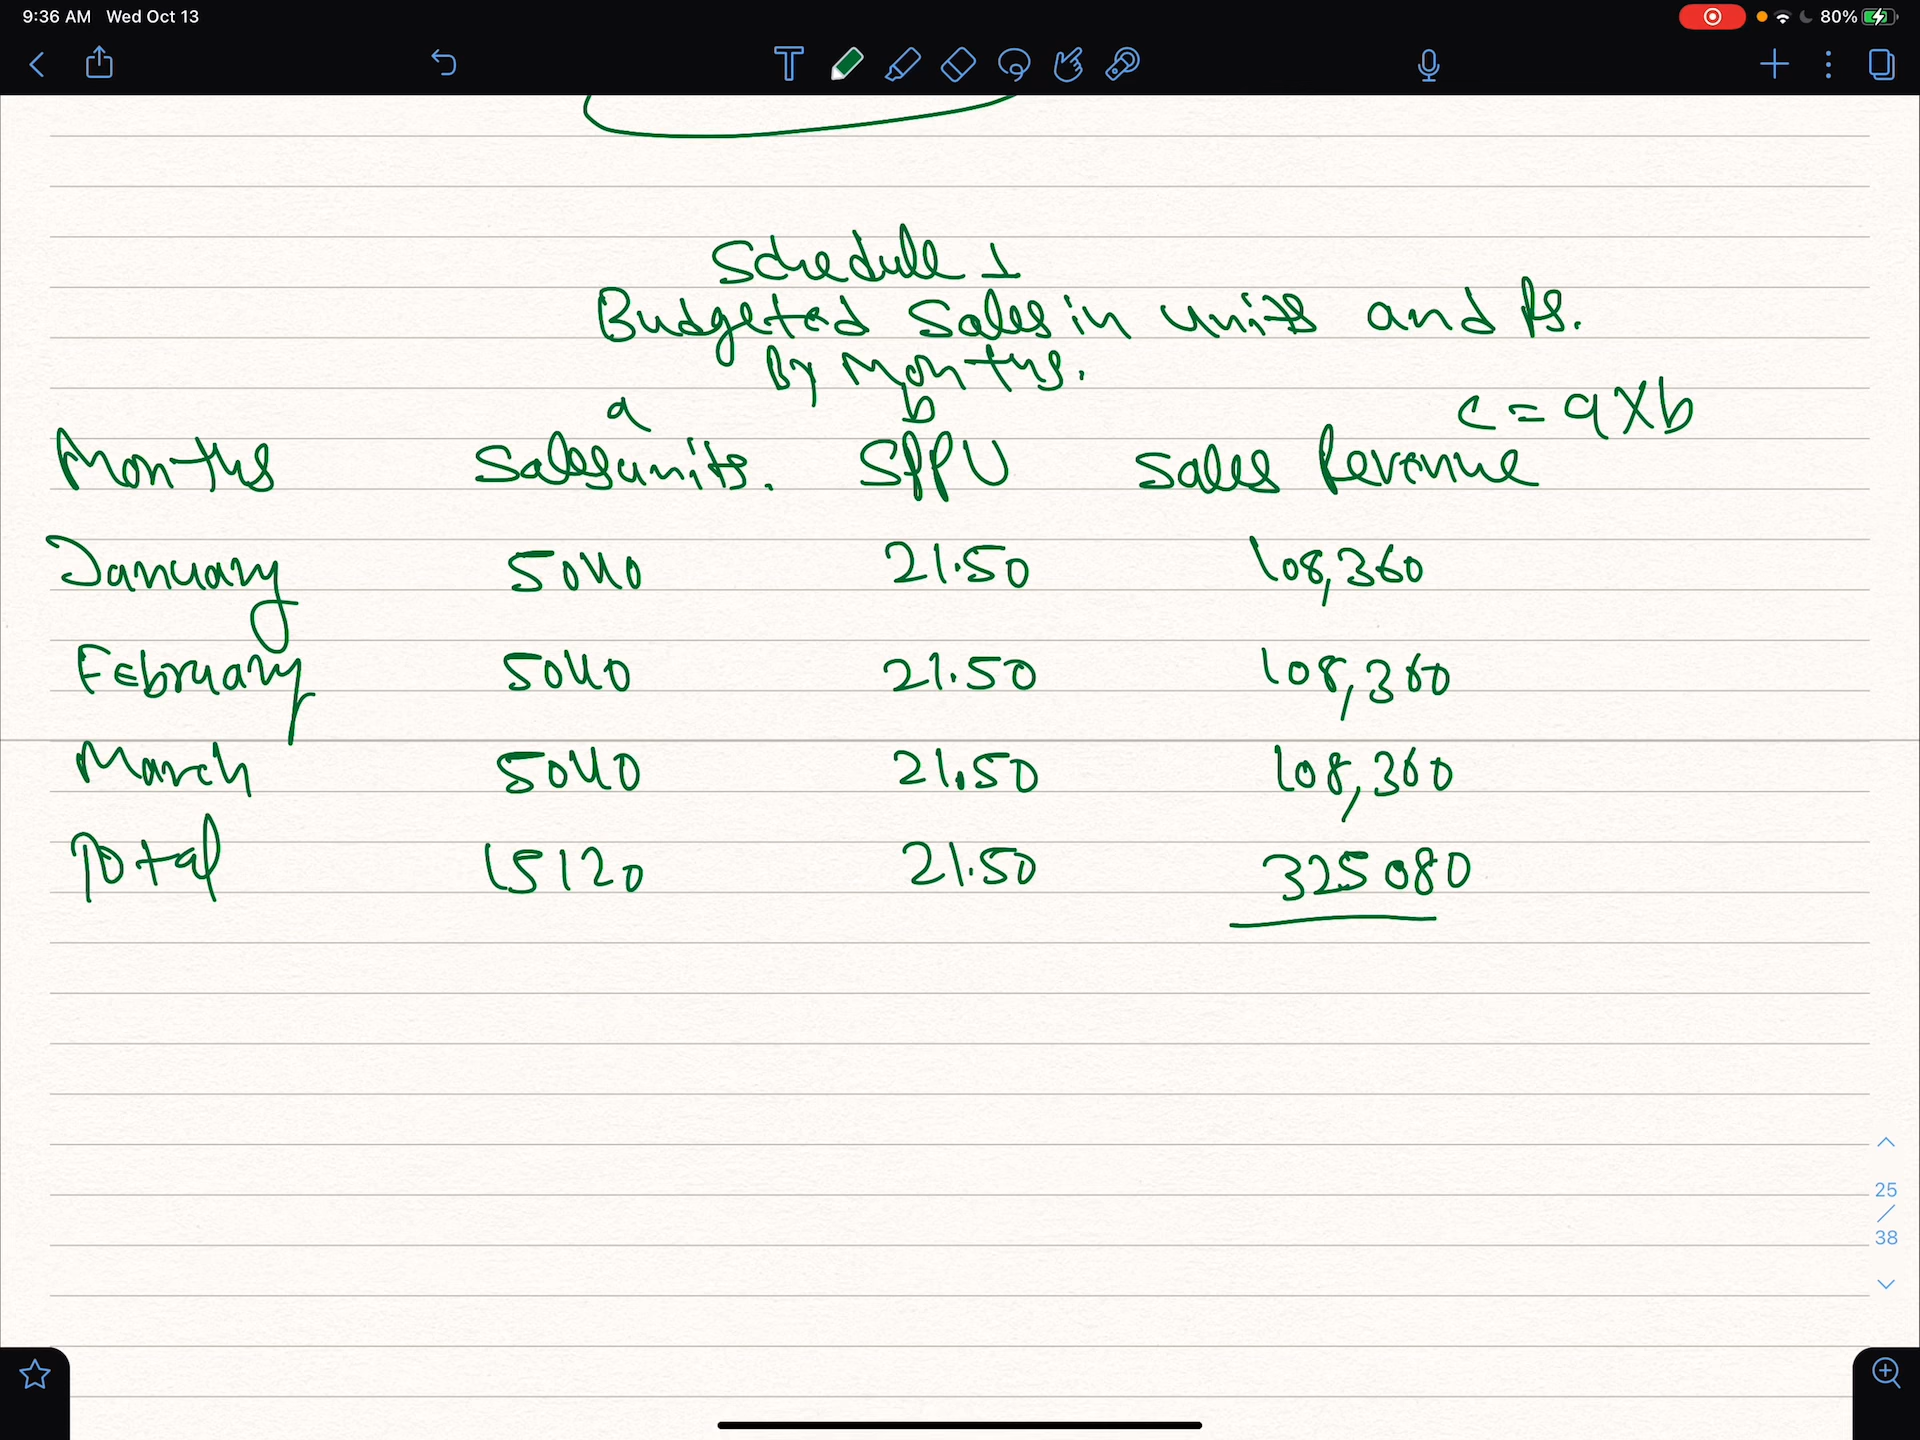 9:36 AM Wed Oct 13
80%
Schedule 1
Budgeted Sales in units and Rs.
By Months.
a b c = a X b
Months Sales units. SPPU Sales Revenue
January 5040 21.50 108,360
February 5040 21.50 108,360
March 5040 21.50 108,360
Total 15120 21.50 325080
25
/
38